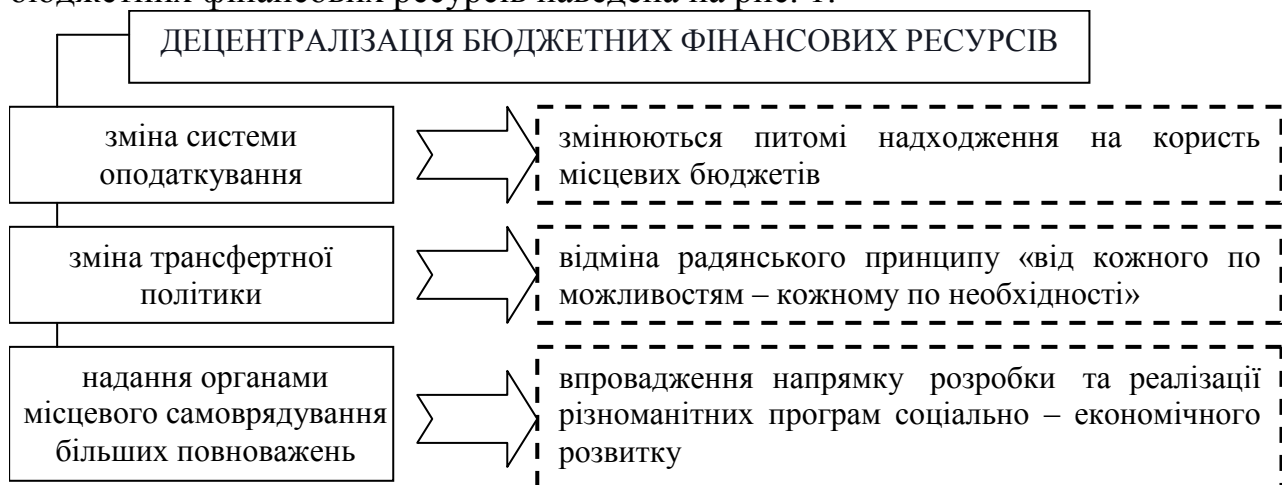 бюджетних фінансових ресурсів наведена на рис. 1.
ДЕЦЕНТРАЛІЗАЦІЯ БЮДЖЕТНИХ ФІНАНСОВИХ РЕСУРСІВ
зміна системи
оподаткування
змінюються питомі надходження на користь
місцевих бюджетів
зміна трансфертної
політики
відміна радянського принципу «від кожного по
можливостям – кожному по необхідності»
надання органами
місцевого самоврядування
більших повноважень
впровадження напрямку розробки та реалізації
різноманітних програм соціально – економічного
розвитку